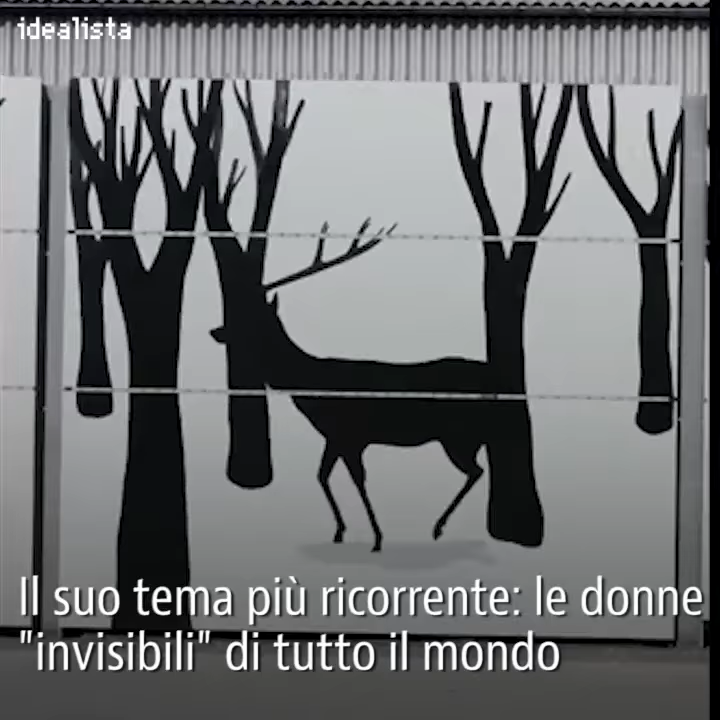 idealista
Il suo tema più ricorrente: le donne
"invisibili" di tutto il mondo